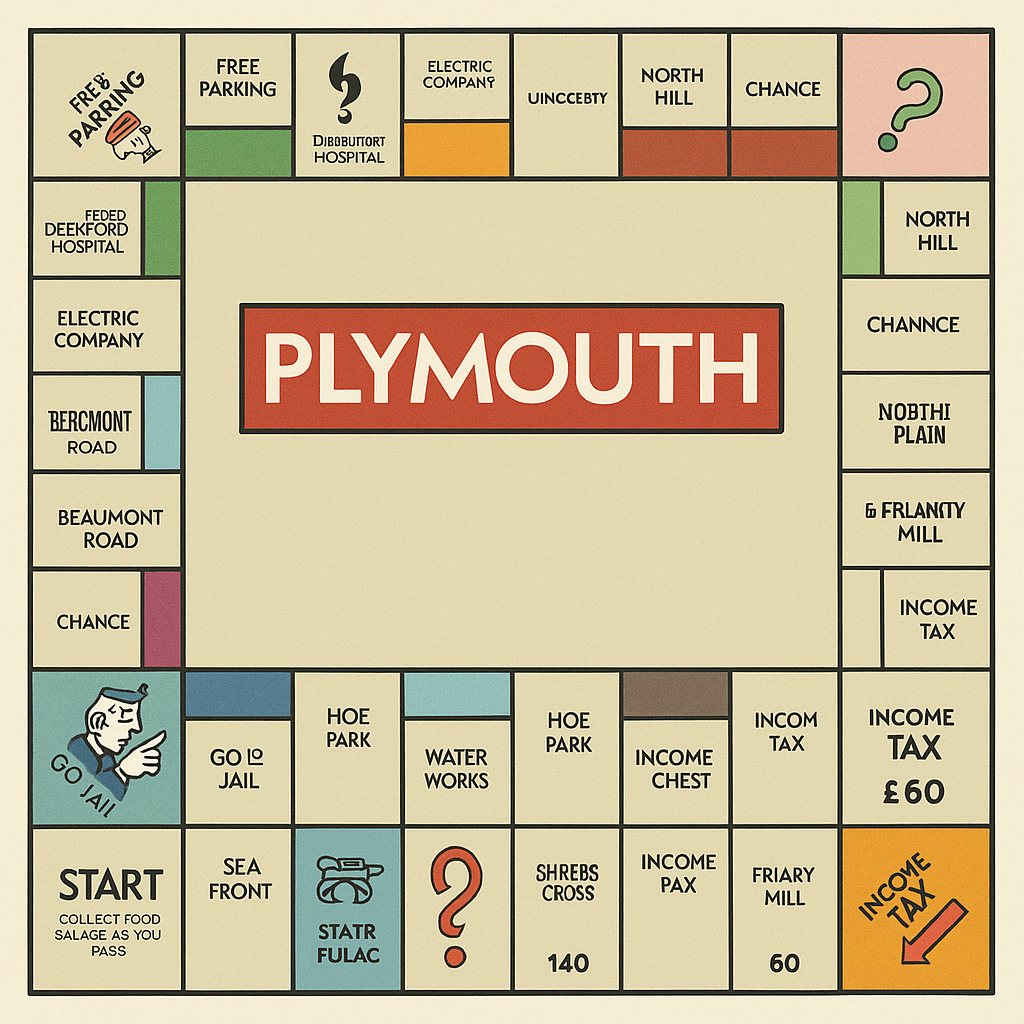 FREE
PARRING
FREE
PARKING
HOSPITAL
ELECTRIC
COMPANY
UINCCEBTY
NORTH
HILL
CHANCE
?
FEDED
DEEKFORD
HOSPITAL
NORTH
HILL
ELECTRIC
COMPANY
CHANNCE
PLYMOUTH
BERCMONT
ROAD
NOBTHI
PLAIN
BEAUMONT
ROAD
& FRLANITY
MILL
CHANCE
INCOME
TAX
GO JAIL
GO LO
JAIL
HOE
PARK
WATER
WORKS
HOE
PARK
INCOME
CHEST
INCOM
TAX
INCOME
TAX
£60
START
COLLECT FOOD
SALAGE AS YOU
PASS
SEA
FRONT
STATR
FULAC
?
SHREBS
CROSS
140
INCOME
PAX
FRIARY
MILL
60
INCOME
TAX